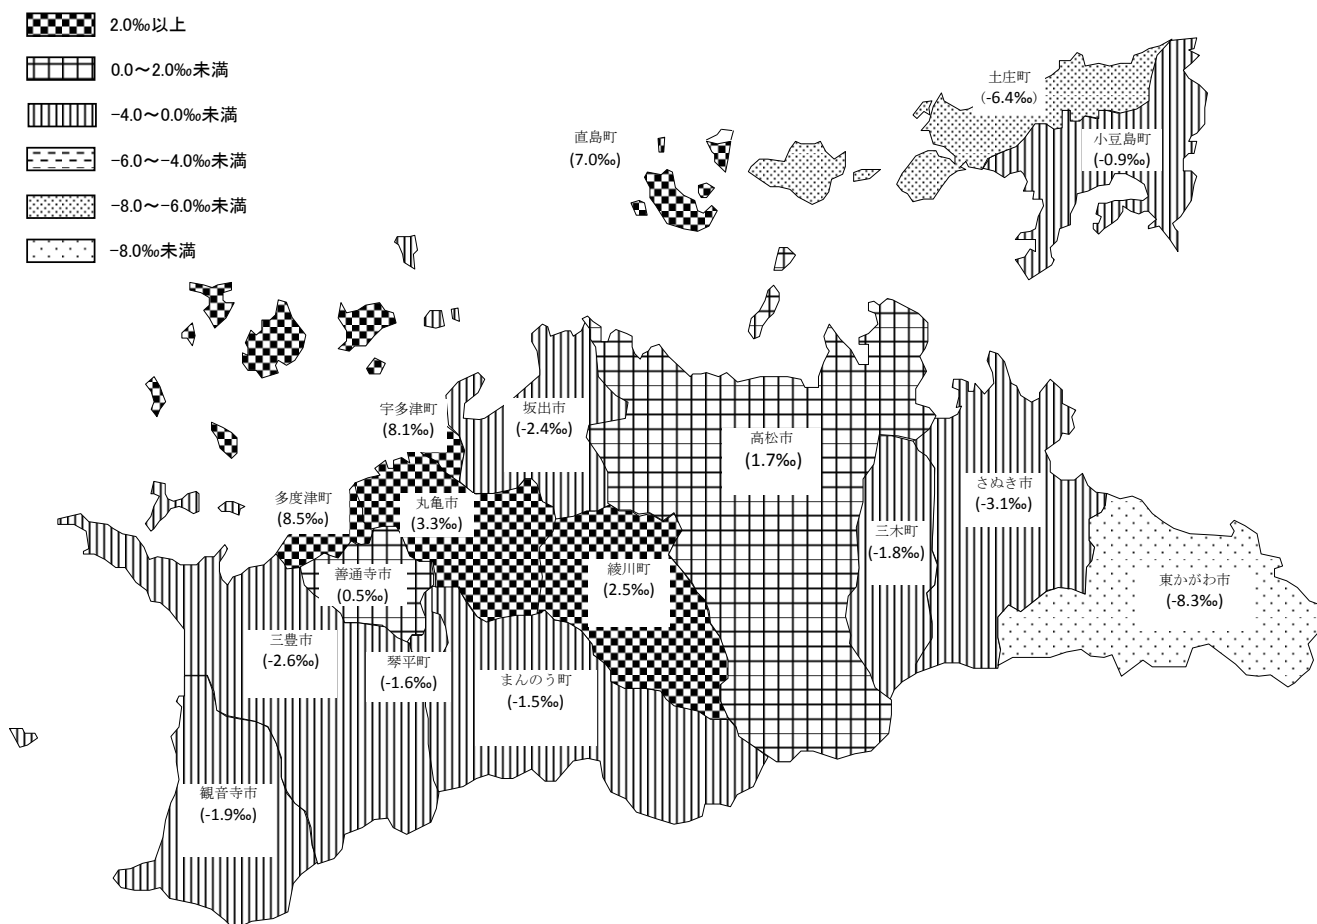 2.0‰以上
0.0～2.0‰未満
-4.0～0.0‰未満
-6.0～-4.0‰未満
-8.0～-6.0‰未満
-8.0‰未満
土庄町
(-6.4‰)
小豆島町
(-0.9‰)
直島町
(7.0‰)
宇多津町
(8.1‰)
坂出市
(-2.4‰)
高松市
(1.7‰)
多度津町
(8.5‰)
丸亀市
(3.3‰)
さぬき市
(-3.1‰)
三木町
(-1.8‰)
善通寺市
(0.5‰)
綾川町
(2.5‰)
東かがわ市
(-8.3‰)
三豊市
(-2.6‰)
琴平町
(-1.6‰)
まんのう町
(-1.5‰)
観音寺市
(-1.9‰)